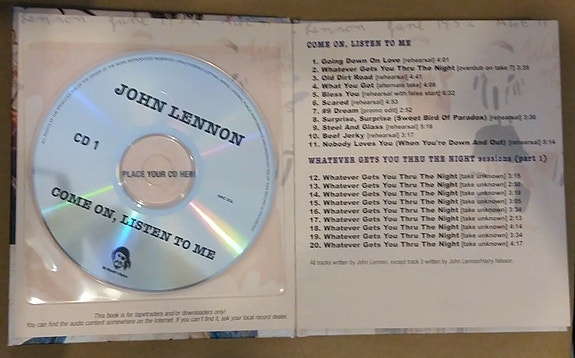 JOHN LENNON
CD 1
PLACE YOUR CD HERE
COME ON, LISTEN TO ME
This book is for tapetraders and/or downloaders only!
You can find the audio content somewhere on the internet. If you can't find it, ask your local record dealer.
Lennon June 1952 AGE 11
COME ON, LISTEN TO ME
1. Going Down On Love [rehearsal] 4:01
2. Whatever Gets You Thru The Night [overdub on take 7] 3:38
3. Old Dirt Road [rehearsal] 4:41
4. What You Got [alternate take] 4:08
5. Bless You [rehearsal with false start] 6:32
6. Scared [rehearsal] 4:53
7. #9 Dream [promo edit] 2:52
8. Surprise, Surprise (Sweet Bird Of Paradox) [rehearsal] 3:36
9. Steel And Glass [rehearsal] 5:18
10. Beef Jerky [rehearsal] 3:17
11. Nobody Loves You (When You're Down And Out) [rehearsal] 5:14
WHATEVER GETS YOU THRU THE NIGHT sessions (part 1)
12. Whatever Gets You Thru The Night [take unknown] 3:15
13. Whatever Gets You Thru The Night [take unknown] 2:30
14. Whatever Gets You Thru The Night [take unknown] 3:18
15. Whatever Gets You Thru The Night [take unknown] 3:05
16. Whatever Gets You Thru The Night [take unknown] 3:34
17. Whatever Gets You Thru The Night [take unknown] 2:13
18. Whatever Gets You Thru The Night [take unknown] 4:14
19. Whatever Gets You Thru The Night [take unknown] 3:34
20. Whatever Gets You Thru The Night [take unknown] 4:17
All tracks written by John Lennon, except track 3 written by John Lennon/Harry Nilsson.